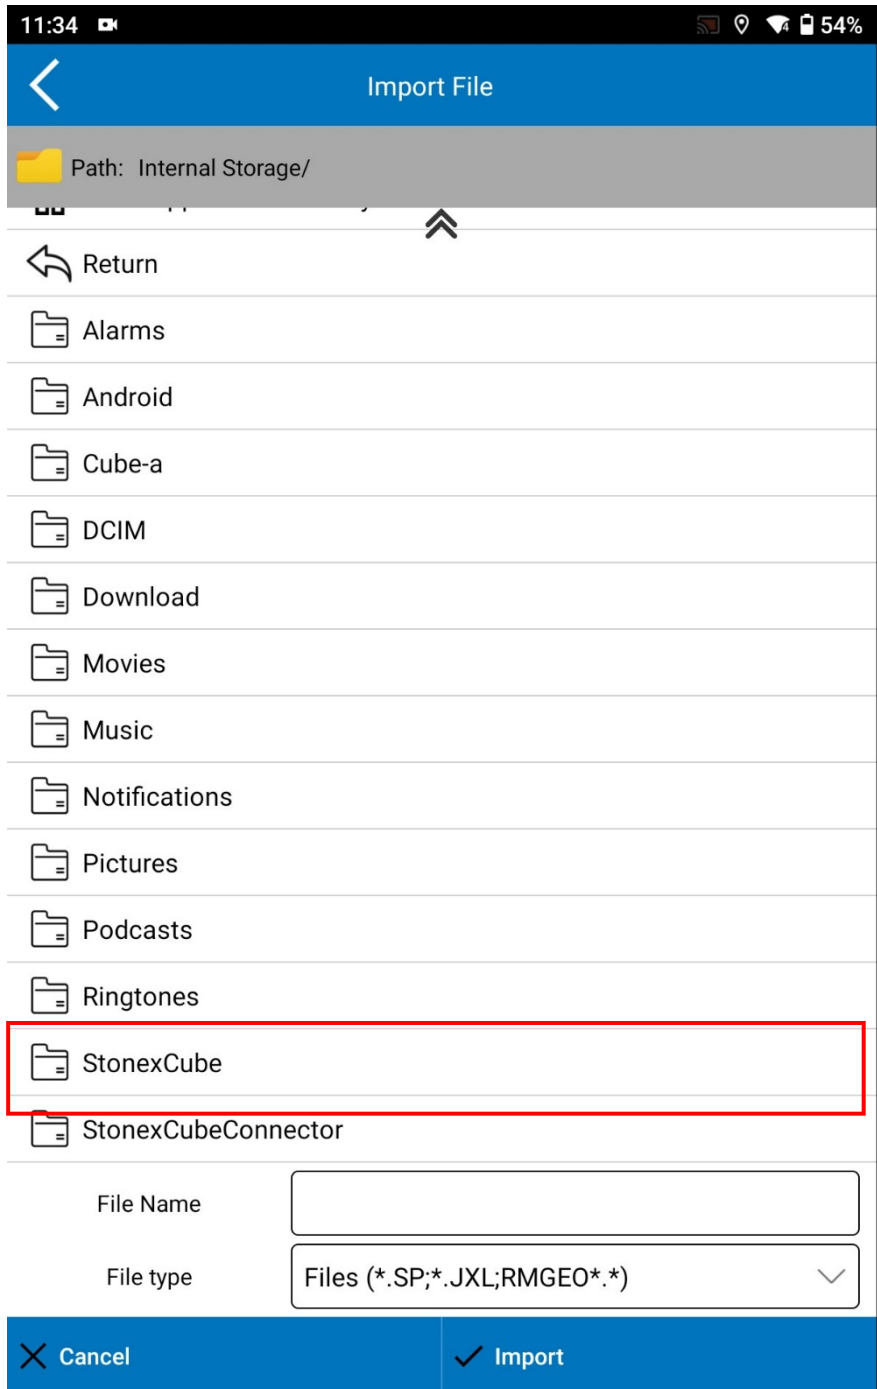 11:34 54%
Import File
Path: Internal Storage/
Return
Alarms
Android
Cube-a
DCIM
Download
Movies
Music
Notifications
Pictures
Podcasts
Ringtones
StonexCube
StonexCubeConnector
File Name
File type Files (*.SP;*.JXL;RMGEO*.*)
Cancel Import